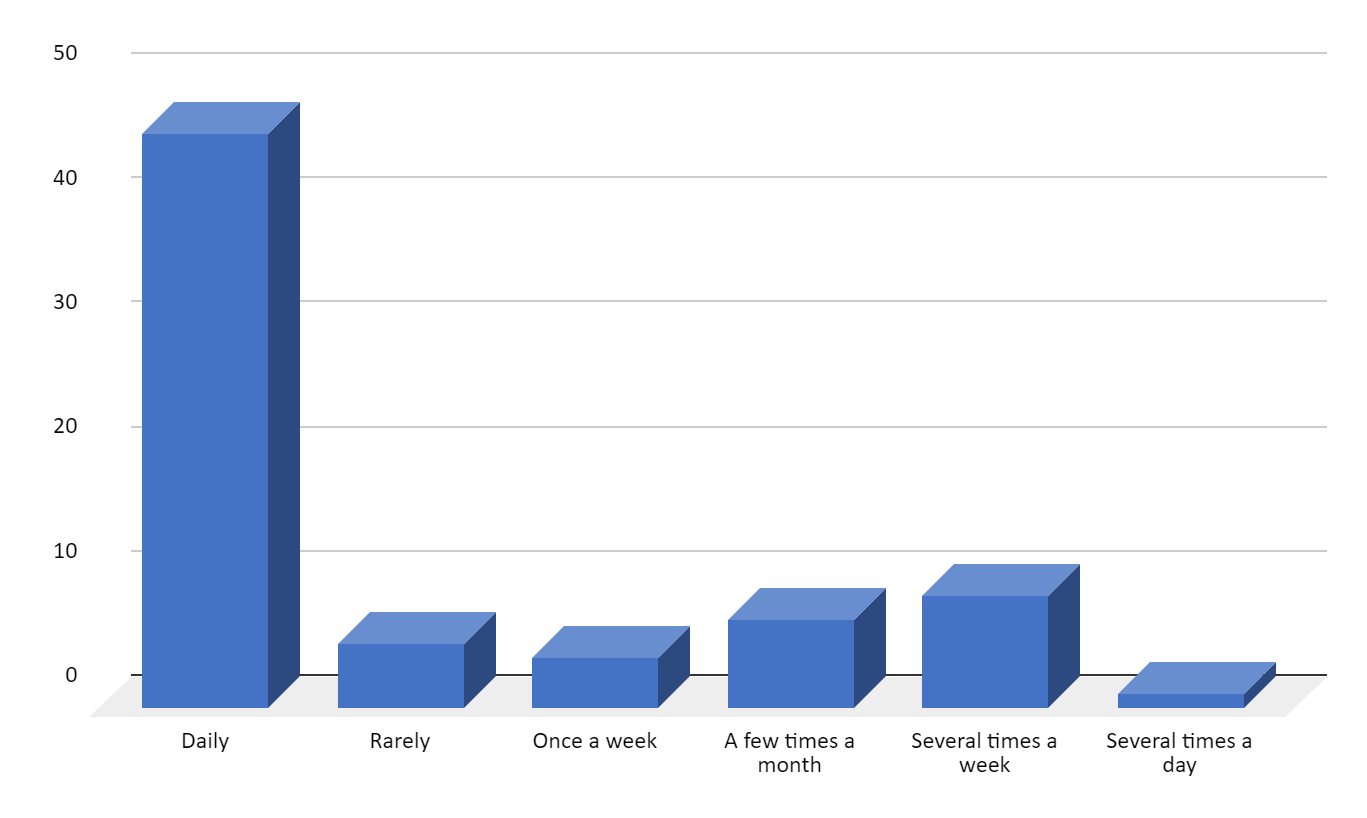 50
40
30
20
10
0
Daily
Rarely
Once a week
A few times a
month
Several times a
week
Several times a
day